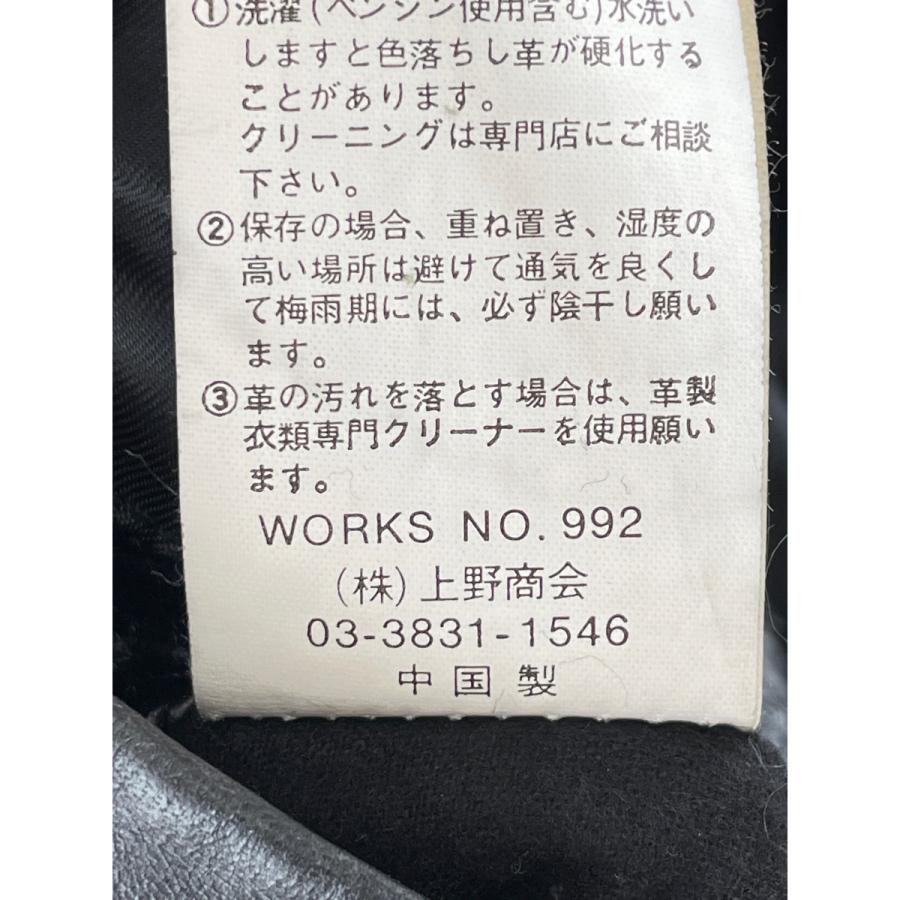 ①洗濯(ベンジン使用含む)水洗い
しますと色落ちし革が硬化する
ことがあります。
クリーニングは専門店にご相談
下さい。
②保存の場合、重ね置き、湿度の
高い場所は避けて通気を良くし
て梅雨期には、必ず陰干し願い
ます。
③革の汚れを落とす場合は、革製
衣類専門クリーナーを使用願い
ます。
WORKS NO. 992
(株)上野商会
03-3831-1546
中国製